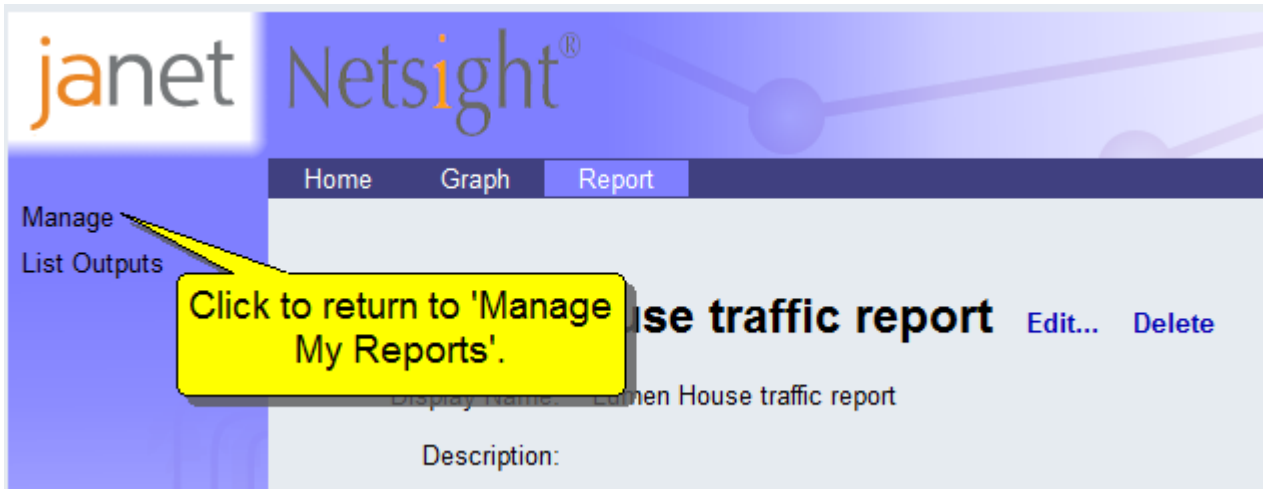 janet Netsight®
Home Graph Report
Manage
List Outputs
Click to return to 'Manage
My Reports'.
traffic report Edit... Delete
Display Name: Lumen House traffic report
Description: